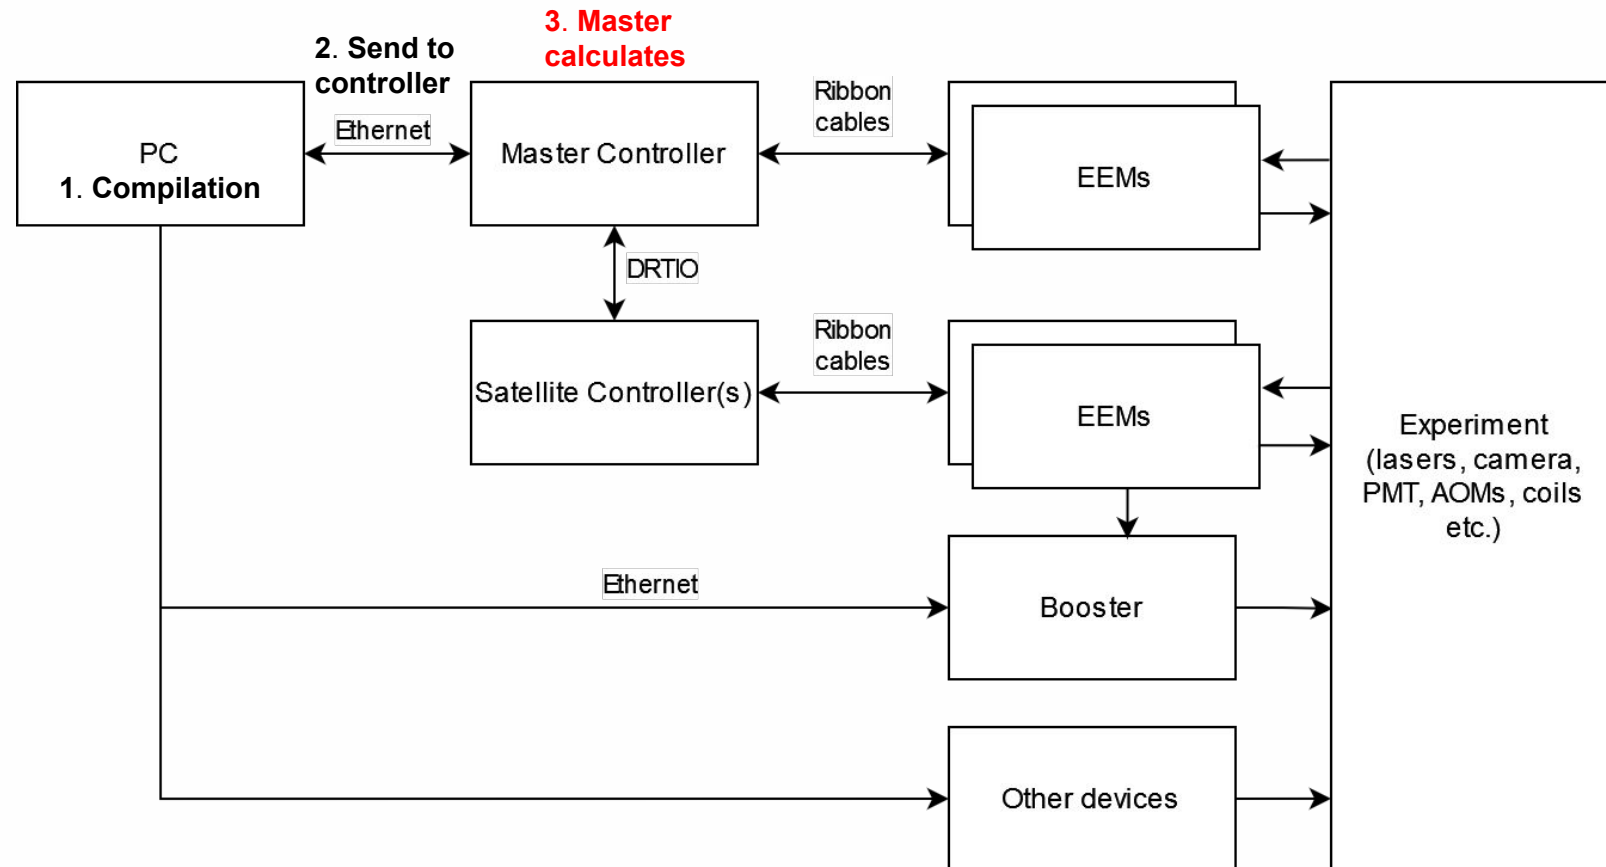 3. Master
calculates
2. Send to
controller
Ethernet
PC
1. Compilation
Master Controller
Ribbon
cables
EEMs
DRTIO
Satellite Controller(s)
Ribbon
cables
EEMs
Experiment
(lasers, camera,
PMT, AOMs, coils
etc.)
Ethernet
Booster
Other devices